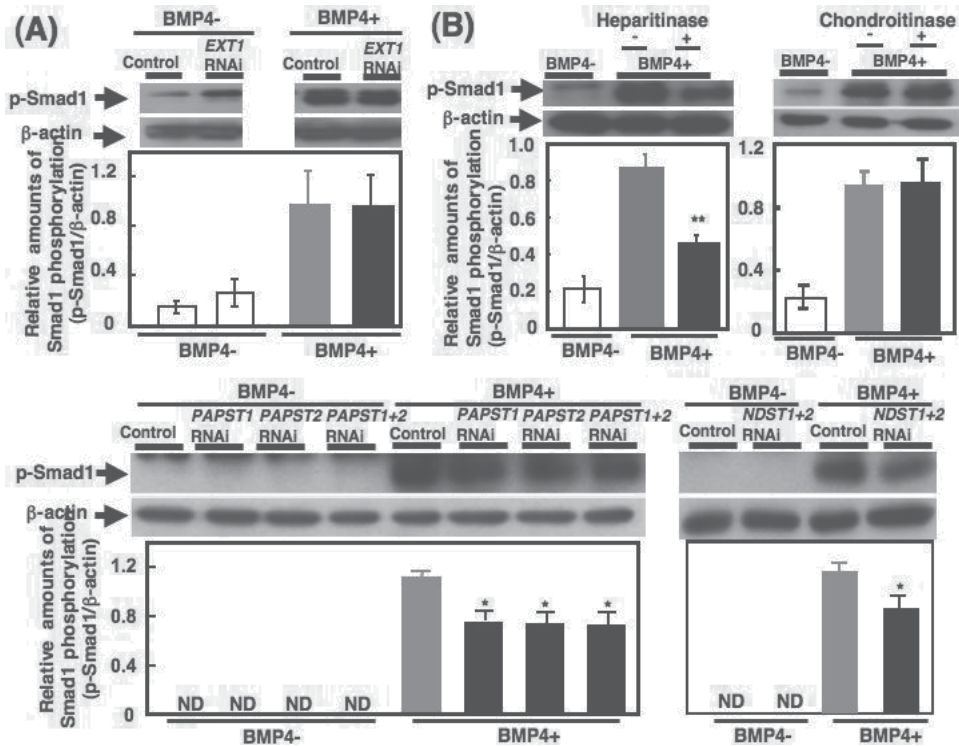 (A)
BMP4- BMP4+
Control EXT1 RNAi Control EXT1 RNAi
p-Smad1
β-actin
Relative amounts of
Smad1 phosphorylation
(p-Smad1/β-actin)
1.2
0.8
0.4
0
BMP4- BMP4+
(B)
Heparitinase
- +
BMP4- BMP4+
p-Smad1
β-actin
Relative amounts of
Smad1 phosphorylation
(p-Smad1/β-actin)
1.0
0.8
0.6
0.4
0.2
0
**
BMP4- BMP4+
Chondroitinase
- +
BMP4- BMP4+
1.2
0.8
0.4
0
BMP4- BMP4+
BMP4- BMP4+
Control PAPST1 RNAi PAPST2 RNAi PAPST1+2 RNAi Control PAPST1 RNAi PAPST2 RNAi PAPST1+2 RNAi
p-Smad1
β-actin
Relative amounts of
Smad1 phosphorylation
(p-Smad1/β-actin)
1.2
0.8
0.4
0
* * *
ND ND ND ND
BMP4- BMP4+
BMP4- BMP4+
Control NDST1+2 RNAi Control NDST1+2 RNAi
*
ND ND
BMP4- BMP4+